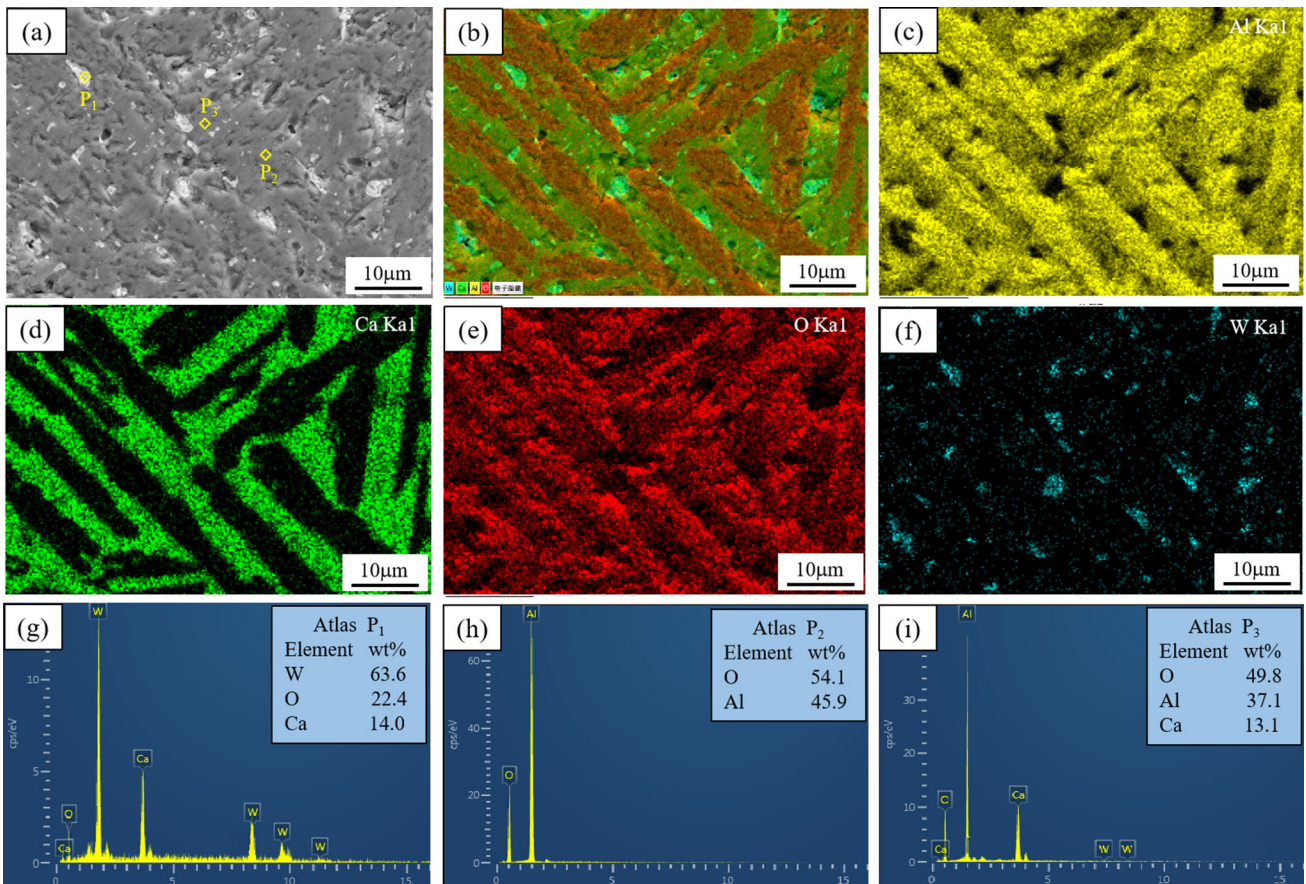 (a)
P1
P3
P2
10μm
(b)
W Ca Al O 电子图像
10μm
(c)
Al Ka1
10μm
(d)
Ca Ka1
10μm
(e)
O Ka1
10μm
(f)
W Ka1
10μm
(g)
W
Atlas P1
Element wt%
W 63.6
O 22.4
Ca 14.0
10
cps/eV
5
Ca
O
W
W
W
Ca
0
0 5 10 15
(h)
Al
Atlas P2
Element wt%
O 54.1
Al 45.9
60
cps/eV
40
O
20
0
0 5 10 15
(i)
Al
Atlas P3
Element wt%
O 49.8
Al 37.1
Ca 13.1
30
cps/eV
20
10
Ca
Ca
W W
0
0 5 10 15